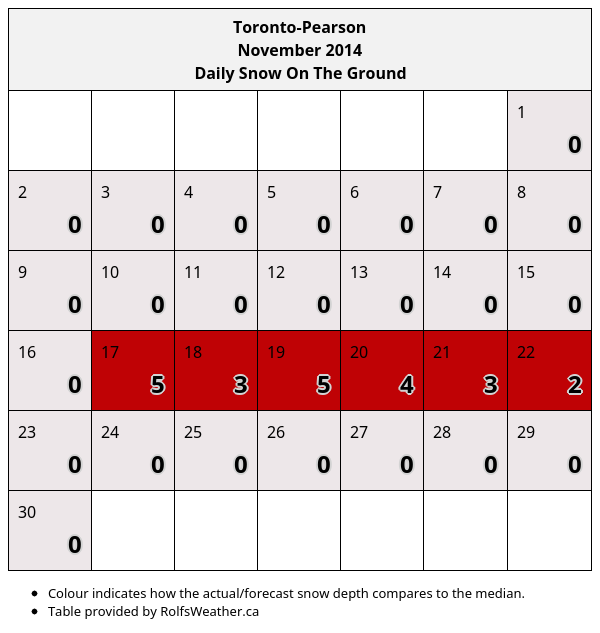 Toronto-Pearson
November 2014
Daily Snow On The Ground
1
0
2 3 4 5 6 7 8
0 0 0 0 0 0 0
9 10 11 12 13 14 15
0 0 0 0 0 0 0
16 17 18 19 20 21 22
0 5 3 5 4 3 2
23 24 25 26 27 28 29
0 0 0 0 0 0 0
30
0
• Colour indicates how the actual/forecast snow depth compares to the median.
• Table provided by RolfsWeather.ca